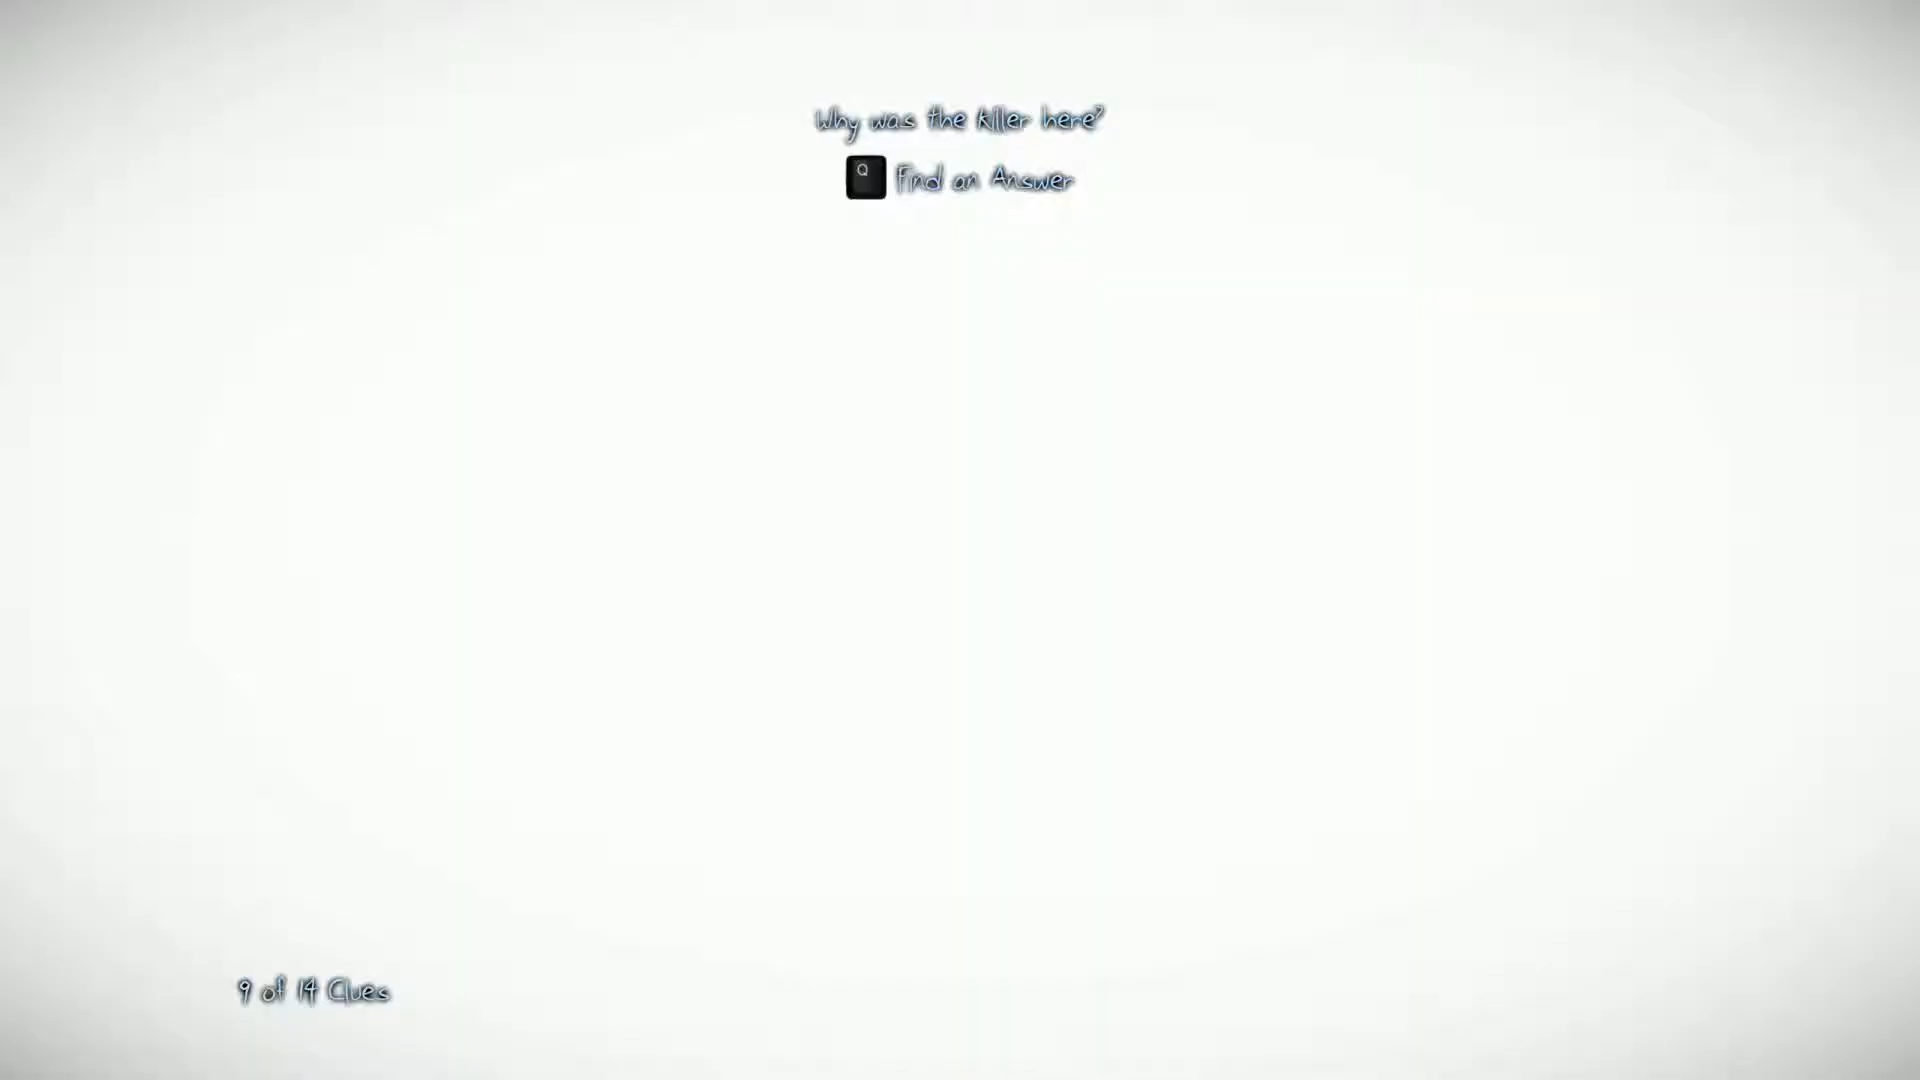 Why was the killer here?
Q Find an Answer
9 of 14 Clues